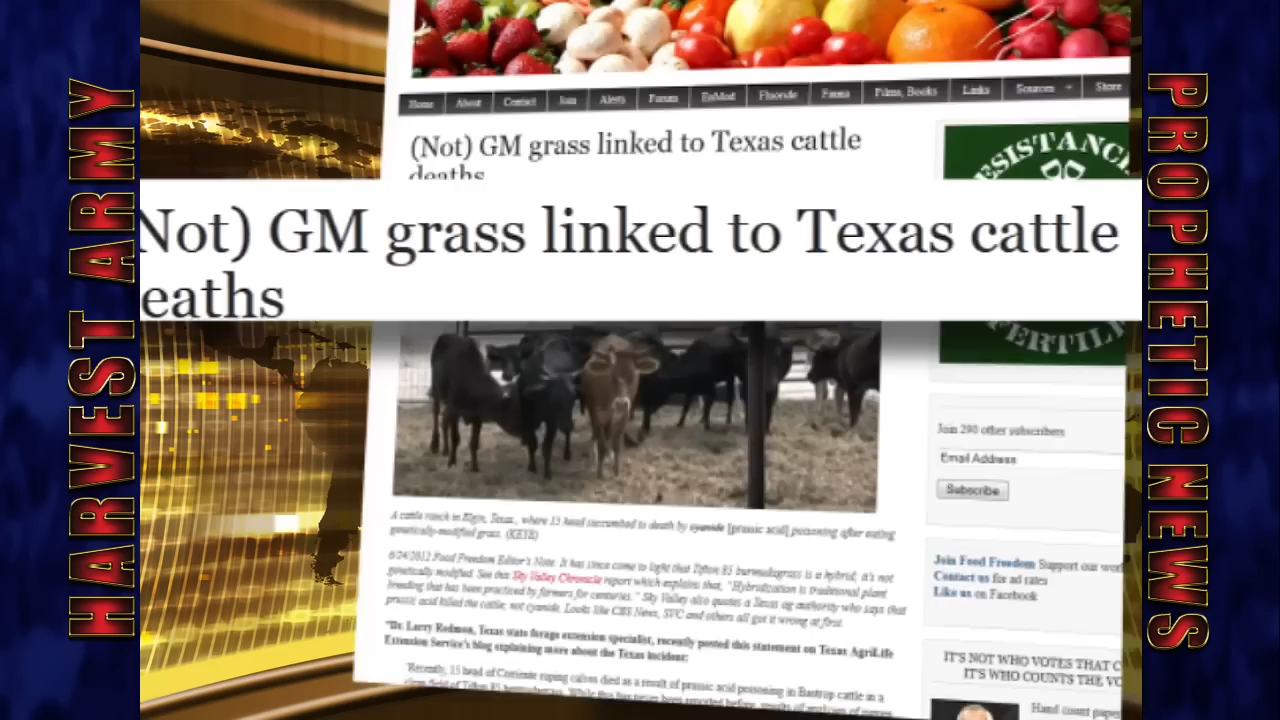 HARVEST ARMY
PROPHETIC NEWS
Home About Contact Join Alerts Forum EnMod Fluoride Fauna Films, Books Links Sources Store
(Not) GM grass linked to Texas cattle
deaths
ESISTANC
Not) GM grass linked to Texas cattle
eaths
FERTILI
A cattle ranch in Elgin, Texas, where 15 head succumbed to death by cyanide [prussic acid] poisoning after eating
genetically-modified grass. (KEYE)
6/24/2012 Food Freedom Editor's Note: It has since come to light that Tifton 85 burmudagrass is a hybrid; it's not
genetically modified. See this Sky Valley Chronicle report which explains that, "Hybridization is traditional plant
breeding that has been practiced by farmers for centuries." Sky Valley also quotes a Texas ag authority who says that
prussic acid killed the cattle, not cyanide. Looks like CBS News, SVC and others all got it wrong at first.
"Dr. Larry Redmon, Texas state forage extension specialist, recently posted this statement on Texas AgriLife
Extension Service's blog explaining more about the Texas incident:
"Recently, 15 head of Corriente roping calves died as a result of prussic acid poisoning in Bastrop cattle in a
Join 290 other subscribers
Email Address
Subscribe
Join Food Freedom Support our wor
Contact us for ad rates
Like us on Facebook
IT'S NOT WHO VOTES THAT C
IT'S WHO COUNTS THE VO
Hand count paper